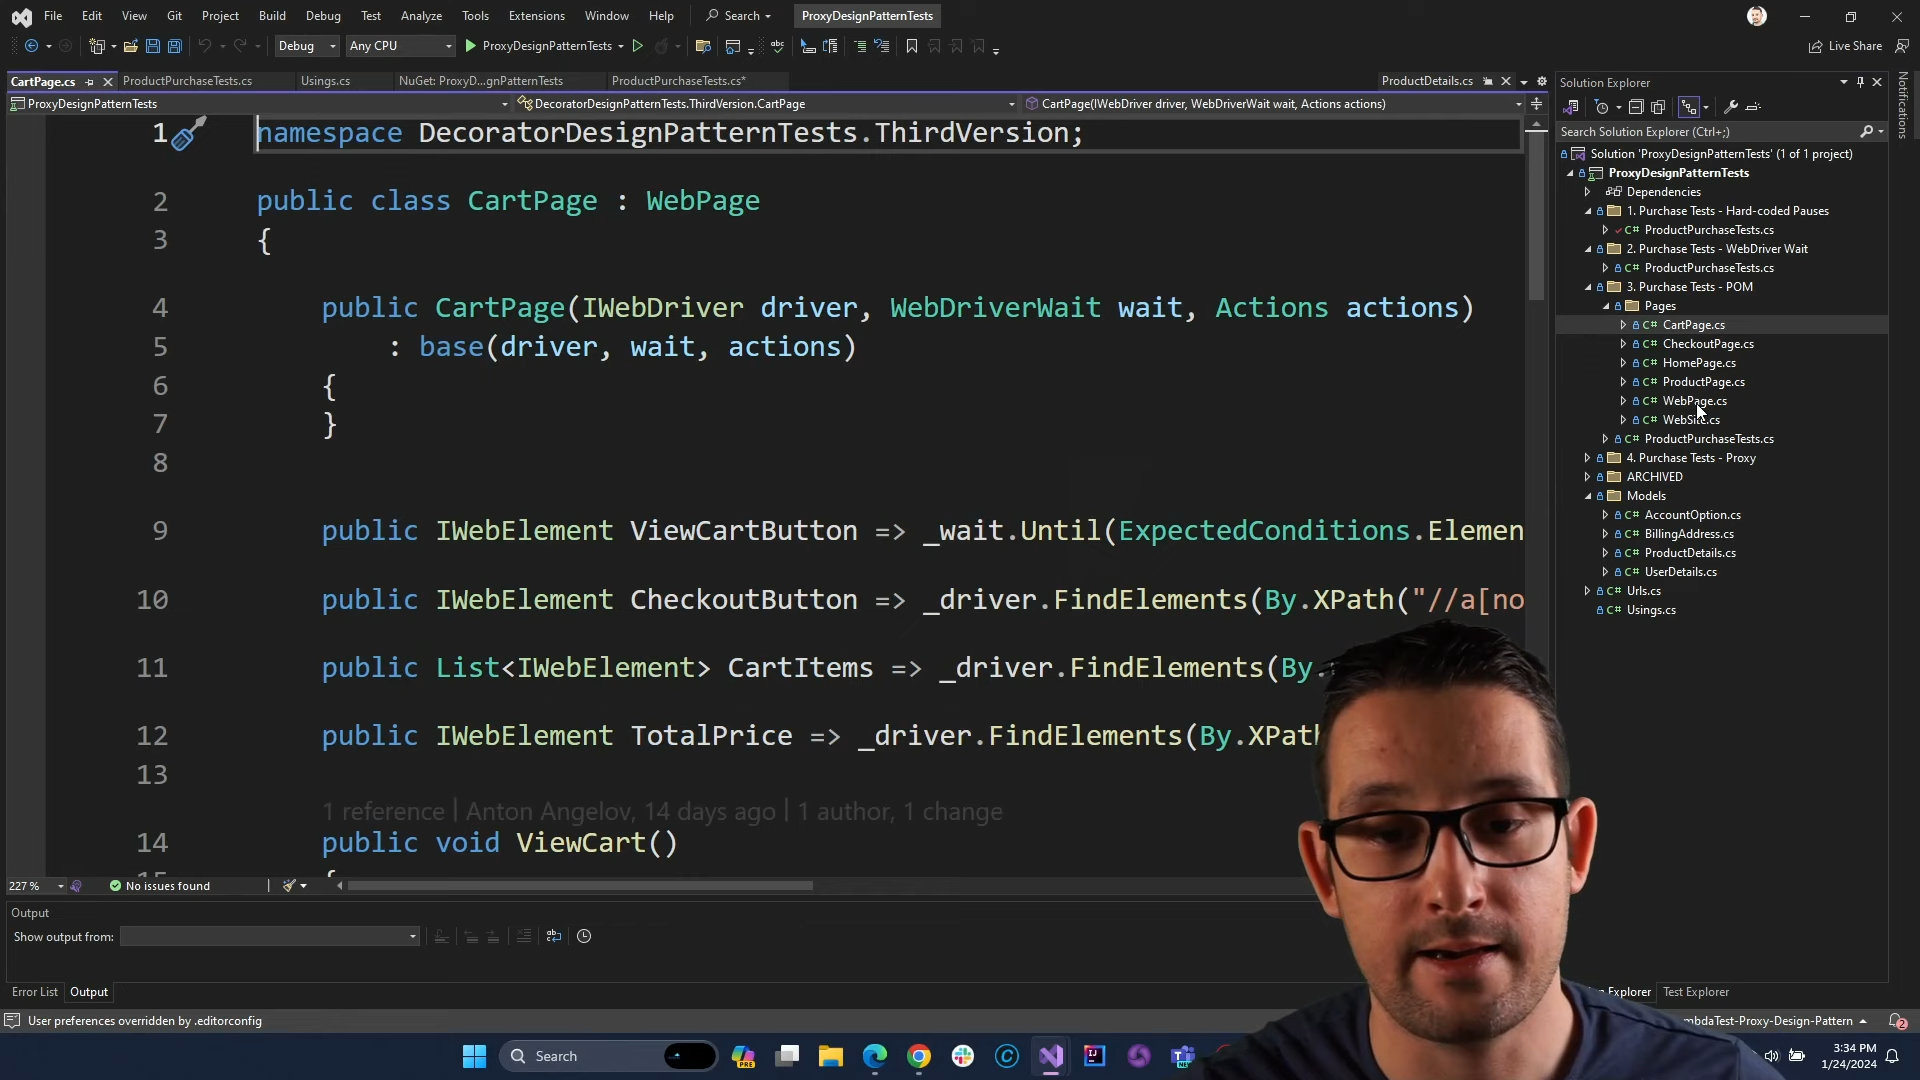 File Edit View Git Project Build Debug Test Analyze Tools Extensions Window Help Search ProxyDesignPatternTests
Debug Any CPU ProxyDesignPatternTests Live Share
CartPage.cs ProductPurchaseTests.cs Usings.cs NuGet: ProxyD...gnPatternTests ProductPurchaseTests.cs* ProductDetails.cs
ProxyDesignPatternTests DecoratorDesignPatternTests.ThirdVersion.CartPage CartPage(IWebDriver driver, WebDriverWait wait, Actions actions)
1 namespace DecoratorDesignPatternTests.ThirdVersion;
2 public class CartPage : WebPage
3 {
4 public CartPage(IWebDriver driver, WebDriverWait wait, Actions actions)
5 : base(driver, wait, actions)
6 {
7 }
8
9 public IWebElement ViewCartButton => _wait.Until(ExpectedConditions.Elemen
10 public IWebElement CheckoutButton => _driver.FindElements(By.XPath("//a[no
11 public List<IWebElement> CartItems => _driver.FindElements(By.
12 public IWebElement TotalPrice => _driver.FindElements(By.XPath
13
1 reference | Anton Angelov, 14 days ago | 1 author, 1 change
14 public void ViewCart()
15 {
227 % No issues found
Output
Show output from:
Error List Output
User preferences overridden by .editorconfig
Solution Explorer
Search Solution Explorer (Ctrl+;)
Solution 'ProxyDesignPatternTests' (1 of 1 project)
ProxyDesignPatternTests
Dependencies
1. Purchase Tests - Hard-coded Pauses
C# ProductPurchaseTests.cs
2. Purchase Tests - WebDriver Wait
C# ProductPurchaseTests.cs
3. Purchase Tests - POM
Pages
C# CartPage.cs
C# CheckoutPage.cs
C# HomePage.cs
C# ProductPage.cs
C# WebPage.cs
C# WebSite.cs
C# ProductPurchaseTests.cs
4. Purchase Tests - Proxy
ARCHIVED
Models
C# AccountOption.cs
C# BillingAddress.cs
C# ProductDetails.cs
C# UserDetails.cs
C# Urls.cs
C# Usings.cs
Notifications
Explorer Test Explorer
mbdaTest-Proxy-Design-Pattern 2
Search PRE
3:34 PM
1/24/2024